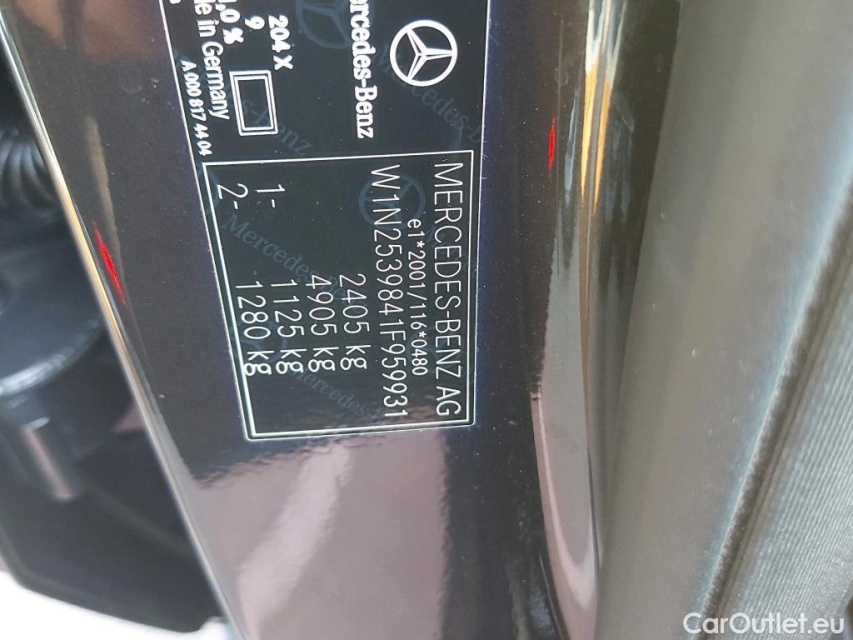 MERCEDES-BENZ AG
e1*2001/116*0480
W1N2539841F959931
2405 kg
4905 kg
1- 1125 kg
2- 1280 kg
Mercedes-Benz
204 X
9
,0 %
in Germany
A 000 817 44 04
CarOutlet.eu